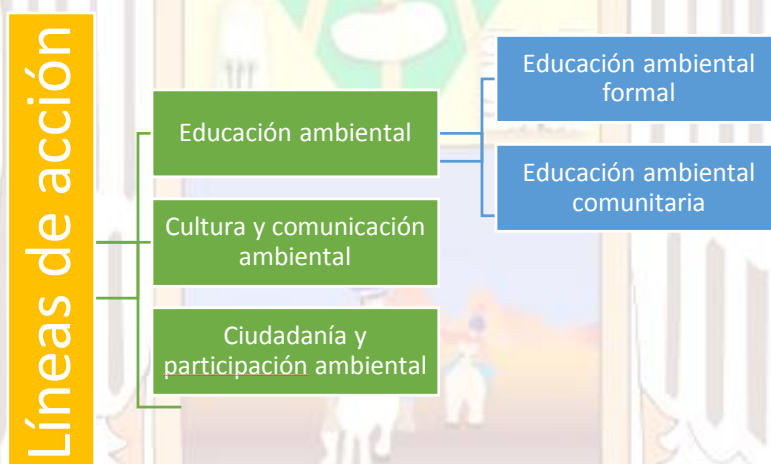 Líneas de acción
Educación ambiental
Educación ambiental
formal
Educación ambiental
comunitaria
Cultura y comunicación
ambiental
Ciudadanía y
participación ambiental